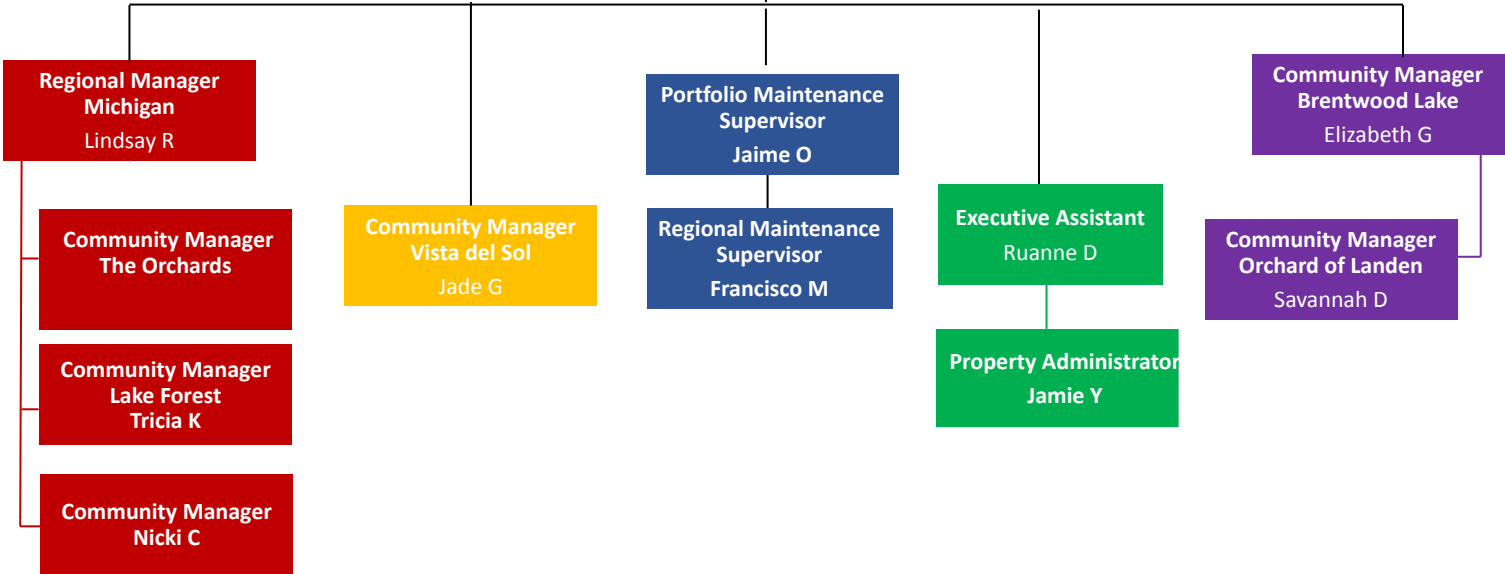 Regional Manager
Michigan
Lindsay R
Community Manager
The Orchards
Community Manager
Lake Forest
Tricia K
Community Manager
Nicki C
Community Manager
Vista del Sol
Jade G
Portfolio Maintenance
Supervisor
Jaime O
Regional Maintenance
Supervisor
Francisco M
Executive Assistant
Ruanne D
Property Administrator
Jamie Y
Community Manager
Brentwood Lake
Elizabeth G
Community Manager
Orchard of Landen
Savannah D